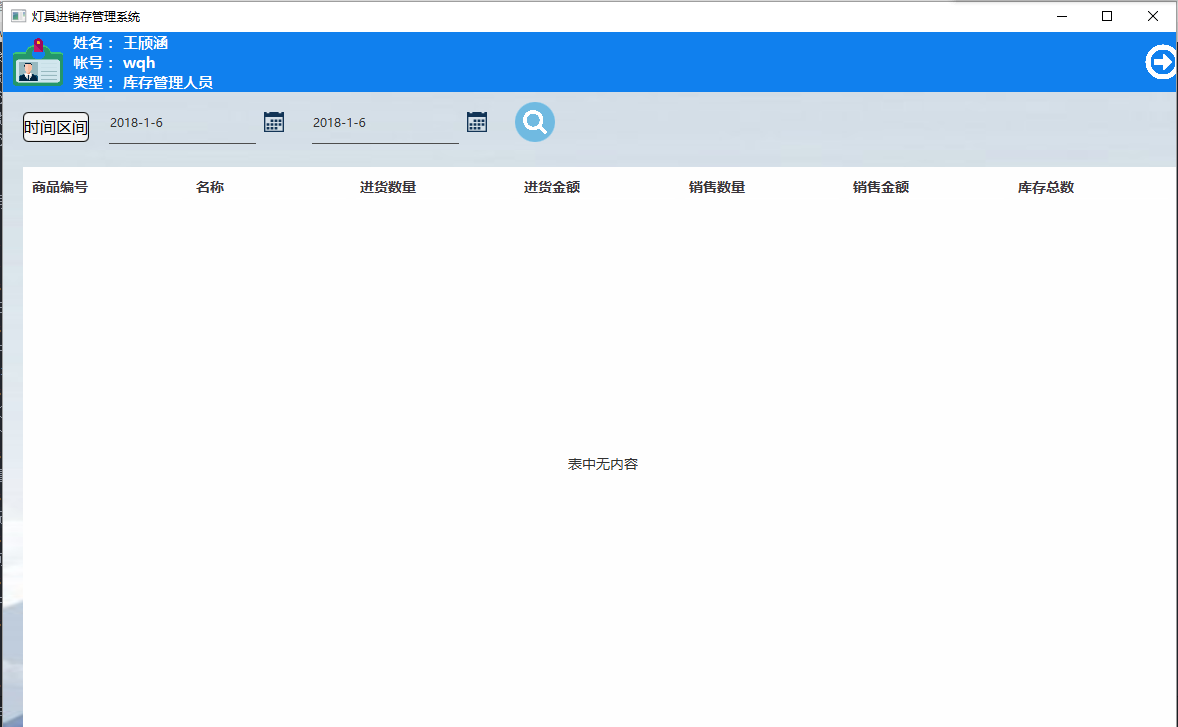 灯具进销存管理系统
姓名： 王颀涵
帐号： wqh
类型： 库存管理人员
时间区间 2018-1-6 2018-1-6
商品编号 名称 进货数量 进货金额 销售数量 销售金额 库存总数
表中无内容